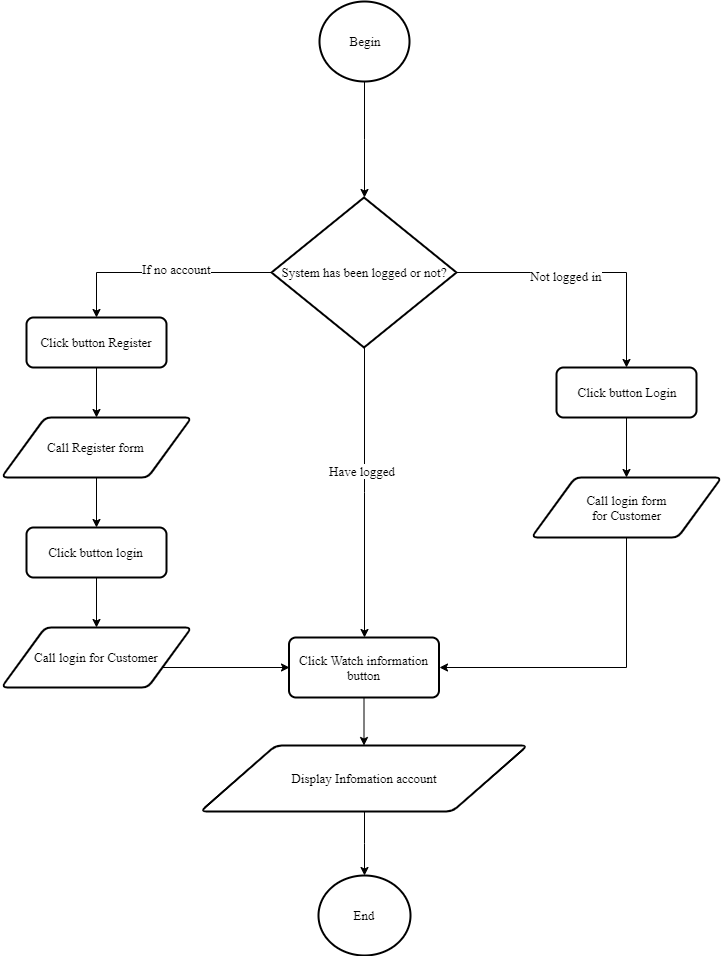 Begin
System has been logged or not?
If no account
Not logged in
Click button Register
Click button Login
Call Register form
Have logged
Call login form
for Customer
Click button login
Call login for Customer
Click Watch information
button
Display Infomation account
End